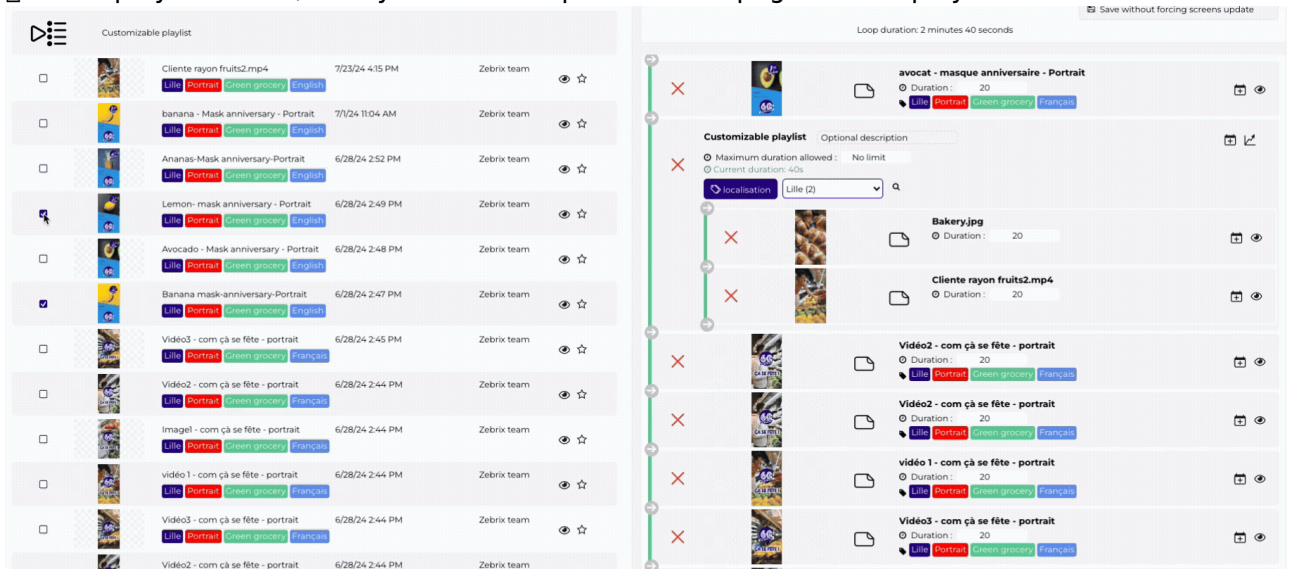 Save without forcing screens update
Customizable playlist
Loop duration: 2 minutes 40 seconds
Cliente rayon fruits2.mp4 7/23/24 4:15 PM Zebrix team
Lille Portrait Green grocery English
banana - Mask anniversary - Portrait 7/1/24 11:04 AM Zebrix team
Lille Portrait Green grocery English
Ananas-Mask anniversary-Portrait 6/28/24 2:52 PM Zebrix team
Lille Portrait Green grocery English
Lemon- mask anniversary - Portrait 6/28/24 2:49 PM Zebrix team
Lille Portrait Green grocery English
Avocado - Mask anniversary - Portrait 6/28/24 2:48 PM Zebrix team
Lille Portrait Green grocery English
Banana mask-anniversary-Portrait 6/28/24 2:47 PM Zebrix team
Lille Portrait Green grocery English
Vidéo3 - com çà se fête - portrait 6/28/24 2:45 PM Zebrix team
Lille Portrait Green grocery Français
Vidéo2 - com çà se fête - portrait 6/28/24 2:44 PM Zebrix team
Lille Portrait Green grocery Français
Image1 - com çà se fête - portrait 6/28/24 2:44 PM Zebrix team
Lille Portrait Green grocery Français
vidéo 1 - com çà se fête - portrait 6/28/24 2:44 PM Zebrix team
Lille Portrait Green grocery Français
Vidéo3 - com çà se fête - portrait 6/28/24 2:44 PM Zebrix team
Lille Portrait Green grocery Français
Vidéo2 - com çà se fête - portrait 6/28/24 2:44 PM Zebrix team
avocat - masque anniversaire - Portrait
Duration : 20
Lille Portrait Green grocery Français
Customizable playlist Optional description
Maximum duration allowed : No limit
Current duration: 40s
localisation Lille (2)
Bakery.jpg
Duration : 20
Cliente rayon fruits2.mp4
Duration : 20
Vidéo2 - com çà se fête - portrait
Duration : 20
Lille Portrait Green grocery Français
Vidéo2 - com çà se fête - portrait
Duration : 20
Lille Portrait Green grocery Français
vidéo 1 - com çà se fête - portrait
Duration : 20
Lille Portrait Green grocery Français
Vidéo3 - com çà se fête - portrait
Duration : 20
Lille Portrait Green grocery Français